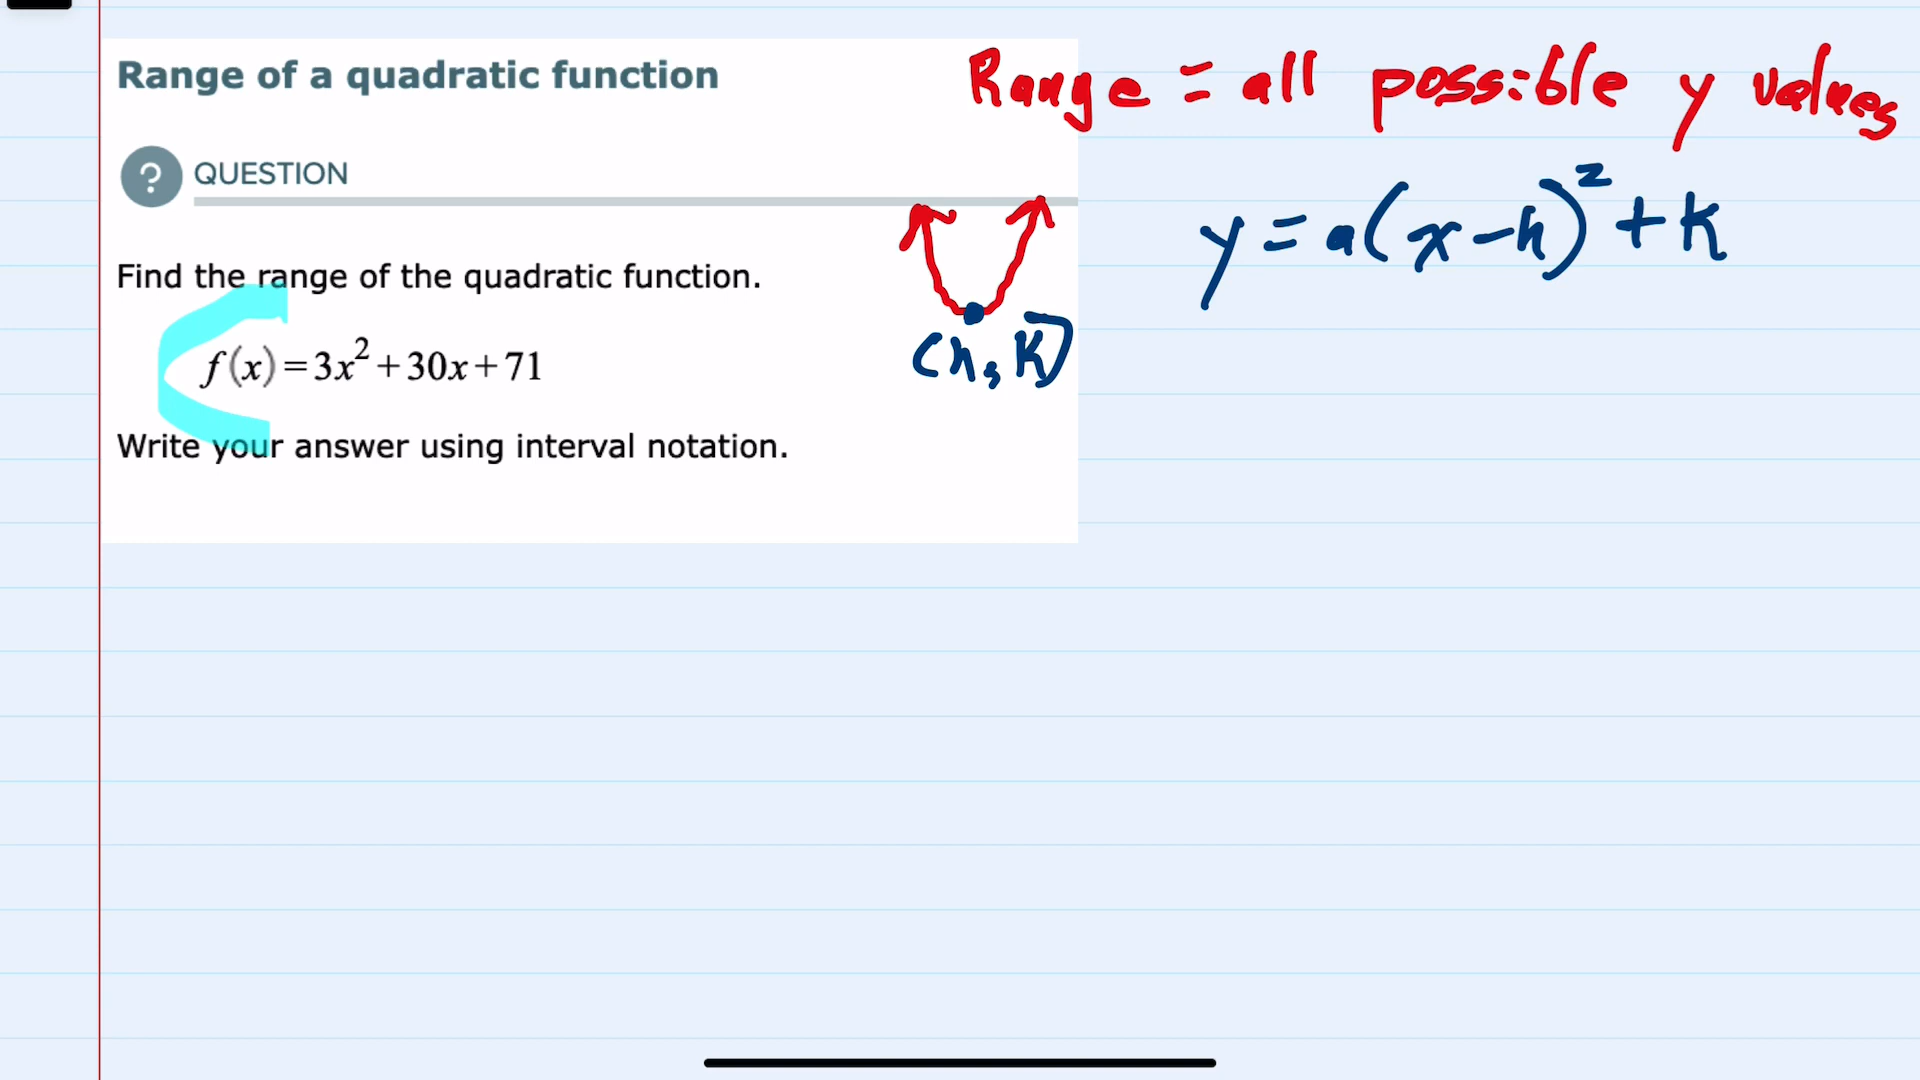 Range of a quadratic function
Range = all possible y values
? QUESTION
y = a(x-h)² + k
Find the range of the quadratic function.
(h, k)
f(x) = 3x² + 30x + 71
Write your answer using interval notation.